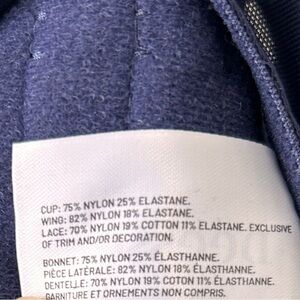 CUP: 75% NYLON 25% ELASTANE.
WING: 82% NYLON 18% ELASTANE.
LACE: 70% NYLON 19% COTTON 11% ELASTANE. EXCLUSIVE
OF TRIM AND/OR DECORATION.
BONNET: 75% NYLON 25% ÉLASTHANNE.
PIÈCE LATÉRALE: 82% NYLON 18% ÉLASTHANNE.
DENTELLE: 70% NYLON 19% COTON 11% ÉLASTHANNE.
GARNITURE ET ORNEMENTS NON COMPRIS.